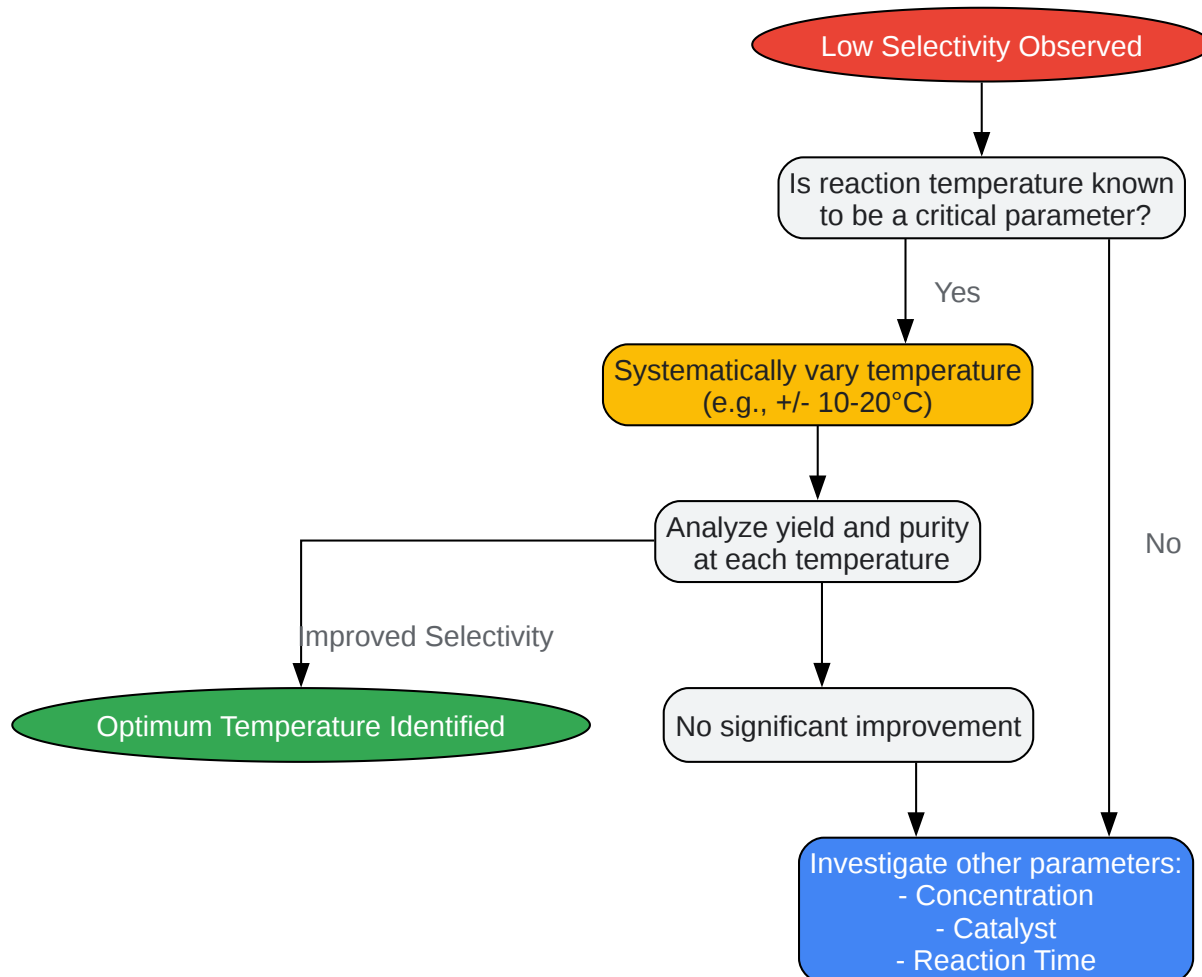 Low Selectivity Observed
Is reaction temperature known
to be a critical parameter?
Yes
Systematically vary temperature
(e.g., +/- 10-20°C)
Analyze yield and purity
at each temperature
No
Improved Selectivity
Optimum Temperature Identified
No significant improvement
Investigate other parameters:
- Concentration
- Catalyst
- Reaction Time